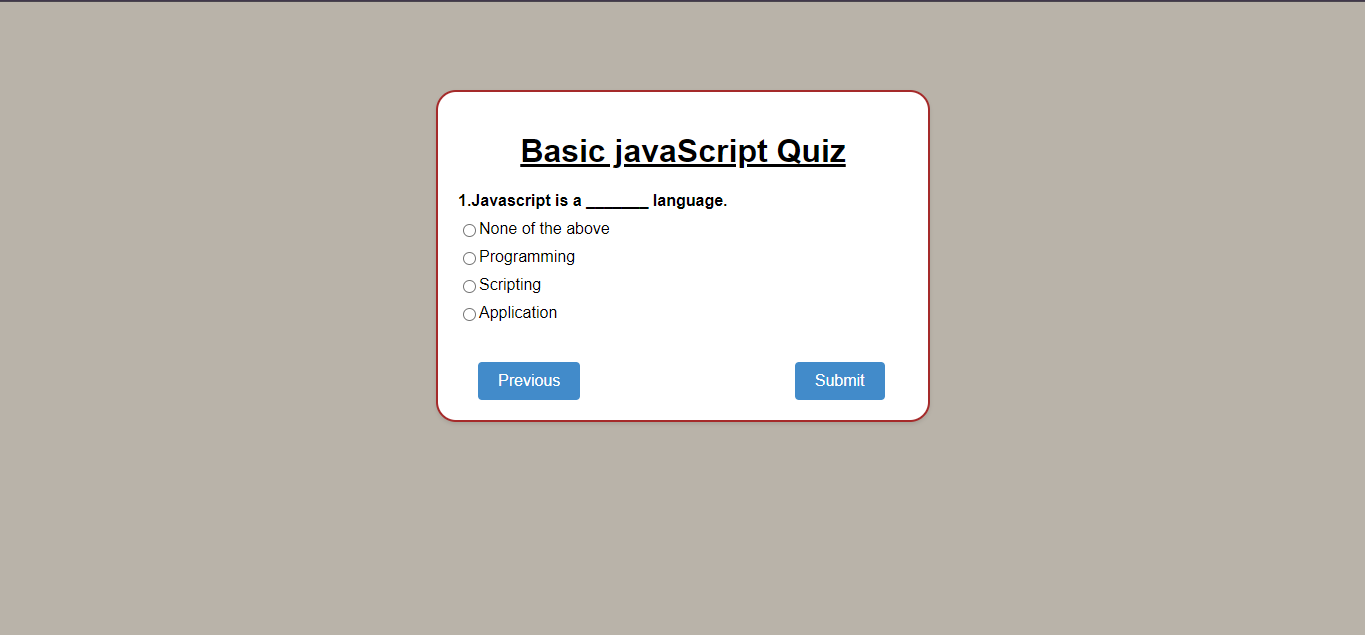 Basic javaScript Quiz
1.Javascript is a _______ language.
None of the above
Programming
Scripting
Application
Previous
Submit